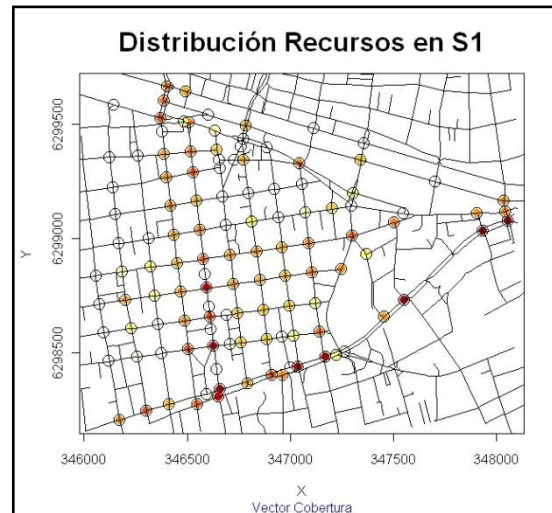 Distribución Recursos en S1
Y
6299500
6299000
6298500
346000 346500 347000 347500 348000
X
Vector Cobertura